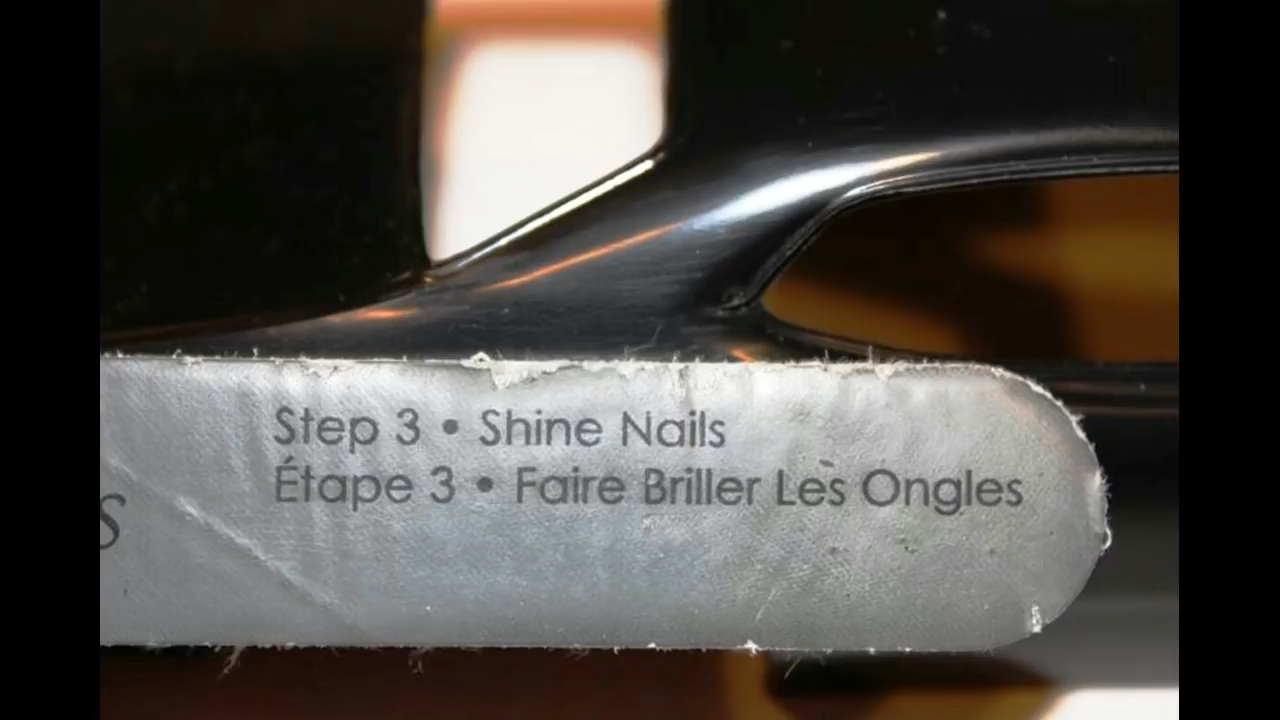 Step 3 • Shine Nails
Étape 3 • Faire Briller Les Ongles
s